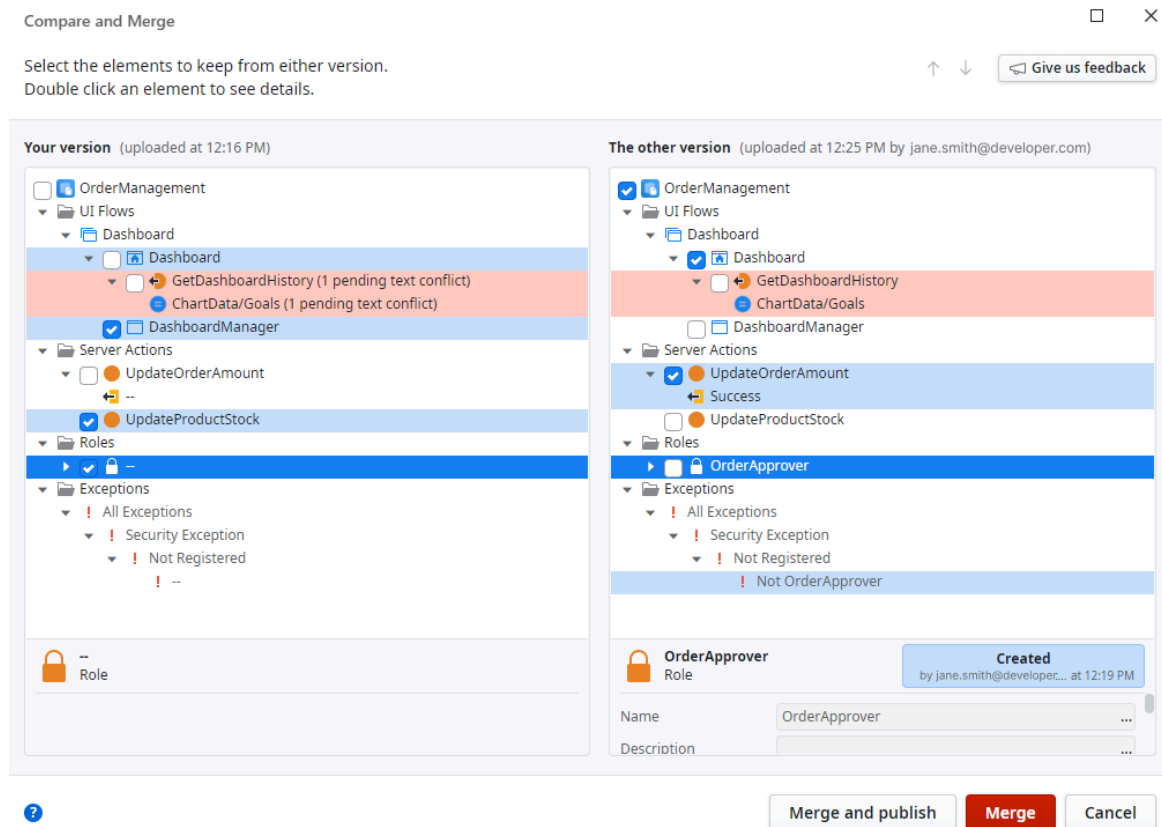 Compare and Merge
Select the elements to keep from either version.
Double click an element to see details.
Give us feedback
Your version (uploaded at 12:16 PM)
OrderManagement
UI Flows
Dashboard
Dashboard
GetDashboardHistory (1 pending text conflict)
ChartData/Goals (1 pending text conflict)
DashboardManager
Server Actions
UpdateOrderAmount
--
UpdateProductStock
Roles
--
Exceptions
! All Exceptions
! Security Exception
! Not Registered
! --
--
Role
The other version (uploaded at 12:25 PM by jane.smith@developer.com)
OrderManagement
UI Flows
Dashboard
Dashboard
GetDashboardHistory
ChartData/Goals
DashboardManager
Server Actions
UpdateOrderAmount
Success
UpdateProductStock
Roles
OrderApprover
Exceptions
! All Exceptions
! Security Exception
! Not Registered
! Not OrderApprover
OrderApprover
Role
Created
by jane.smith@developer... at 12:19 PM
Name OrderApprover ...
Description ...
?
Merge and publish Merge Cancel